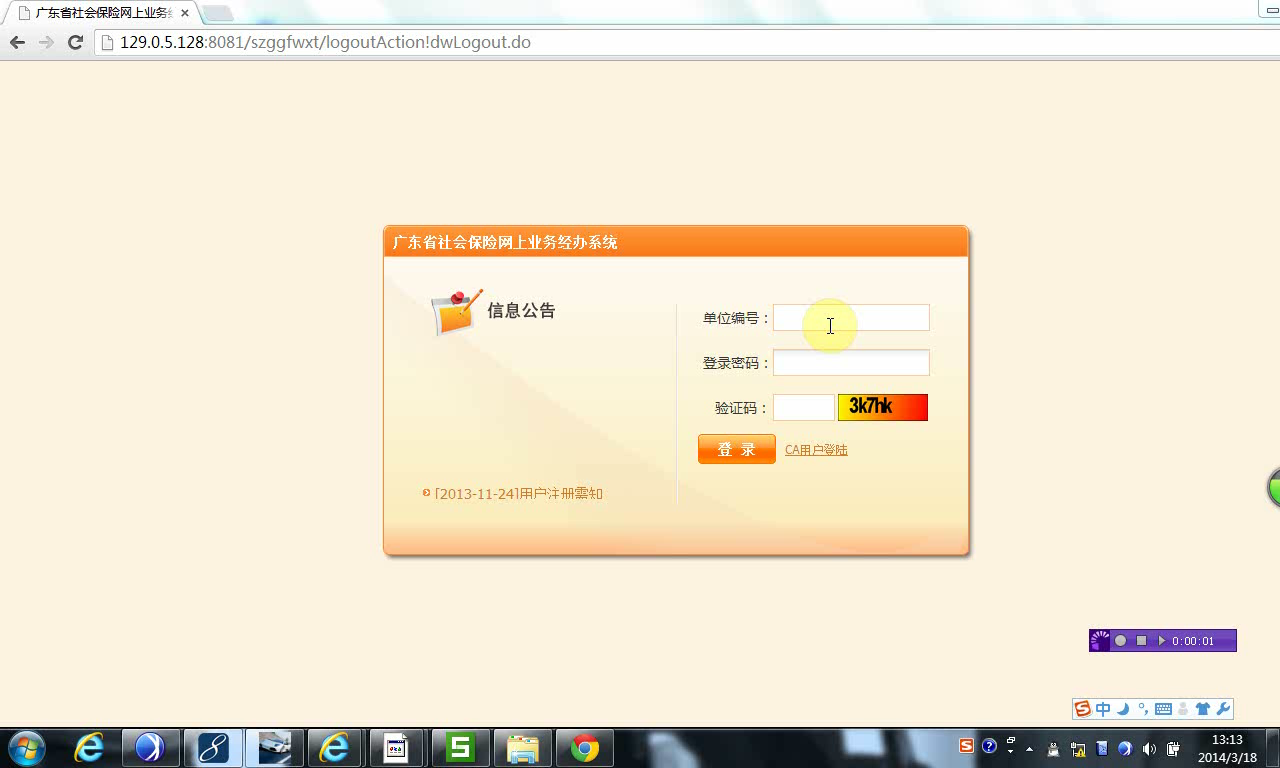 广东省社会保险网上业务
129.0.5.128:8081/szggfwxt/logoutAction!dwLogout.do
广东省社会保险网上业务经办系统
信息公告
单位编号：
登录密码：
验证码：
3k7hk
登 录
CA用户登陆
[2013-11-24]用户注册需知
0:00:01
中
13:13
2014/3/18